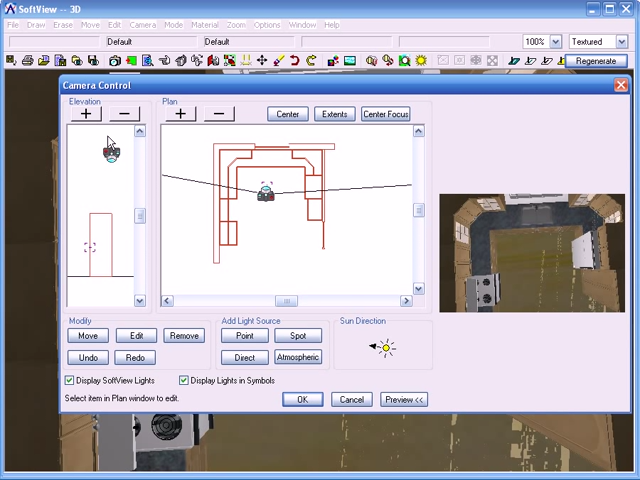 SoftView -- 3D
File Draw Erase Move Edit Camera Mode Material Zoom Options Window Help
Default Default 100% Textured
Regenerate
Camera Control
Elevation Plan
+ − + − Center Extents Center Focus
Modify Add Light Source Sun Direction
Move Edit Remove Point Spot
Undo Redo Direct Atmospheric
Display SoftView Lights Display Lights in Symbols
Select item in Plan window to edit. OK Cancel Preview <<